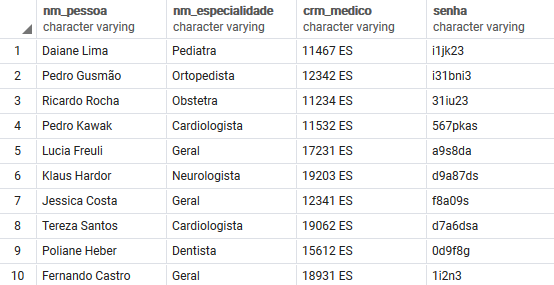 nm_pessoa nm_especialidade crm_medico senha
character varying character varying character varying character varying
1 Daiane Lima Pediatra 11467 ES i1jk23
2 Pedro Gusmão Ortopedista 12342 ES i31bni3
3 Ricardo Rocha Obstetra 11234 ES 31iu23
4 Pedro Kawak Cardiologista 11532 ES 567pkas
5 Lucia Freuli Geral 17231 ES a9s8da
6 Klaus Hardor Neurologista 19203 ES d9a87ds
7 Jessica Costa Geral 12341 ES f8a09s
8 Tereza Santos Cardiologista 19062 ES d7a6dsa
9 Poliane Heber Dentista 15612 ES 0d9f8g
10 Fernando Castro Geral 18931 ES 1i2n3